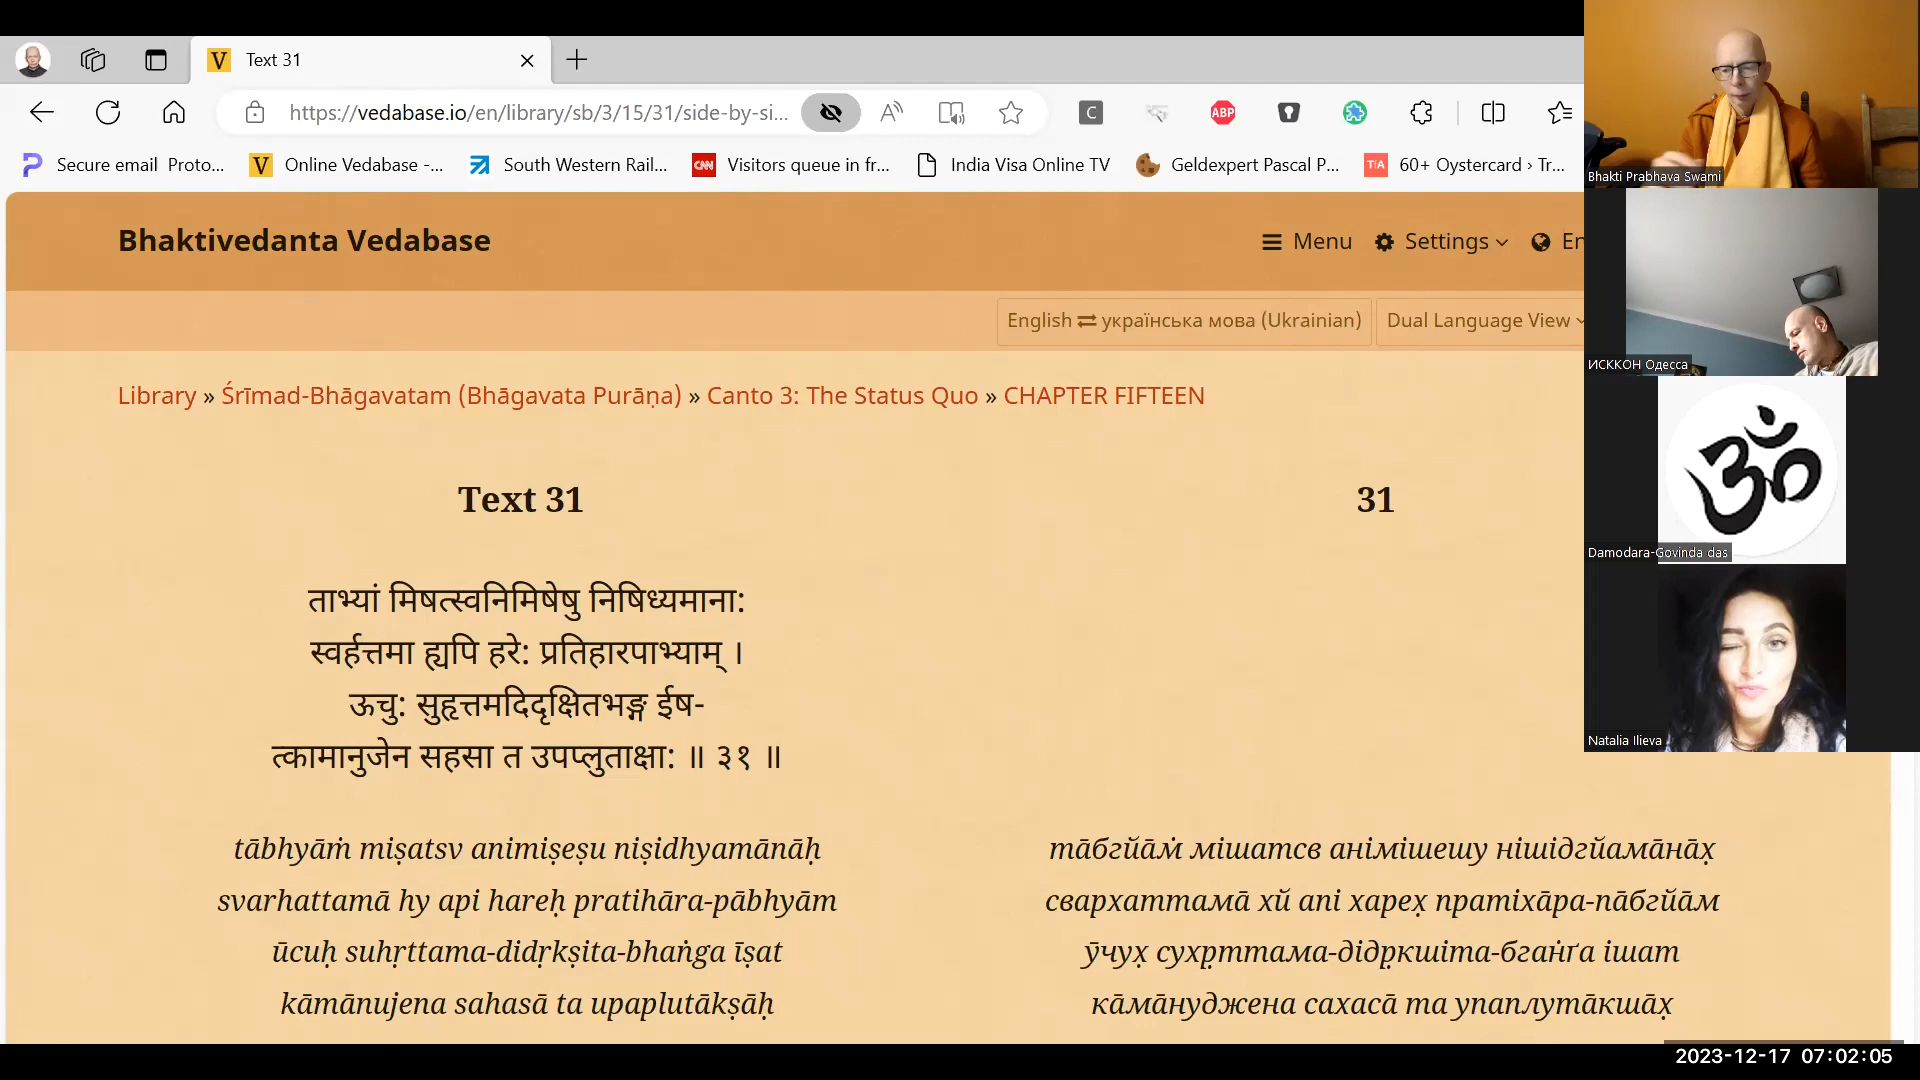 Text 31
https://vedabase.io/en/library/sb/3/15/31/side-by-si...
Secure email Proto...
Online Vedabase -...
South Western Rail...
CNN
Visitors queue in fr...
India Visa Online TV
Geldexpert Pascal P...
60+ Oystercard › Tr...
Bhaktivedanta Vedabase
Menu
Settings
En
English ⇄ українська мова (Ukrainian)
Dual Language View
Library » Śrīmad-Bhāgavatam (Bhāgavata Purāṇa) » Canto 3: The Status Quo » CHAPTER FIFTEEN
Text 31
ताभ्यां मिषत्स्वनिमिषेषु निषिध्यमाना:
स्वर्हत्तमा ह्यपि हरे: प्रतिहारपाभ्याम् ।
ऊचु: सुहृत्तमदिदृक्षितभङ्ग ईष-
त्कामानुजेन सहसा त उपप्लुताक्षा: ॥ ३१ ॥
tābhyāṁ miṣatsv animiṣeṣu niṣidhyamānāḥ
svarhattamā hy api hareḥ pratihāra-pābhyām
ūcuḥ suhṛttama-didṛkṣita-bhaṅga īṣat
kāmānujena sahasā ta upaplutākṣāḥ
31
та̄бгйа̄м̇ мішатсв анімішешу нішідгйама̄на̄х̣
свархаттама̄ хй апі харех̣ пратіха̄ра-па̄бгйа̄м
ӯчух̣ сухр̣ттама-дідр̣кшіта-бган̇ґа ішат
ка̄ма̄нуджена сахаса̄ та упаплута̄кша̄х̣
Bhakti Prabhava Swami
ИСККОН Одесса
ॐ
Damodara-Govinda das
Natalia Ilieva
2023-12-17 07:02:05
V
ABP
C
V
TfA